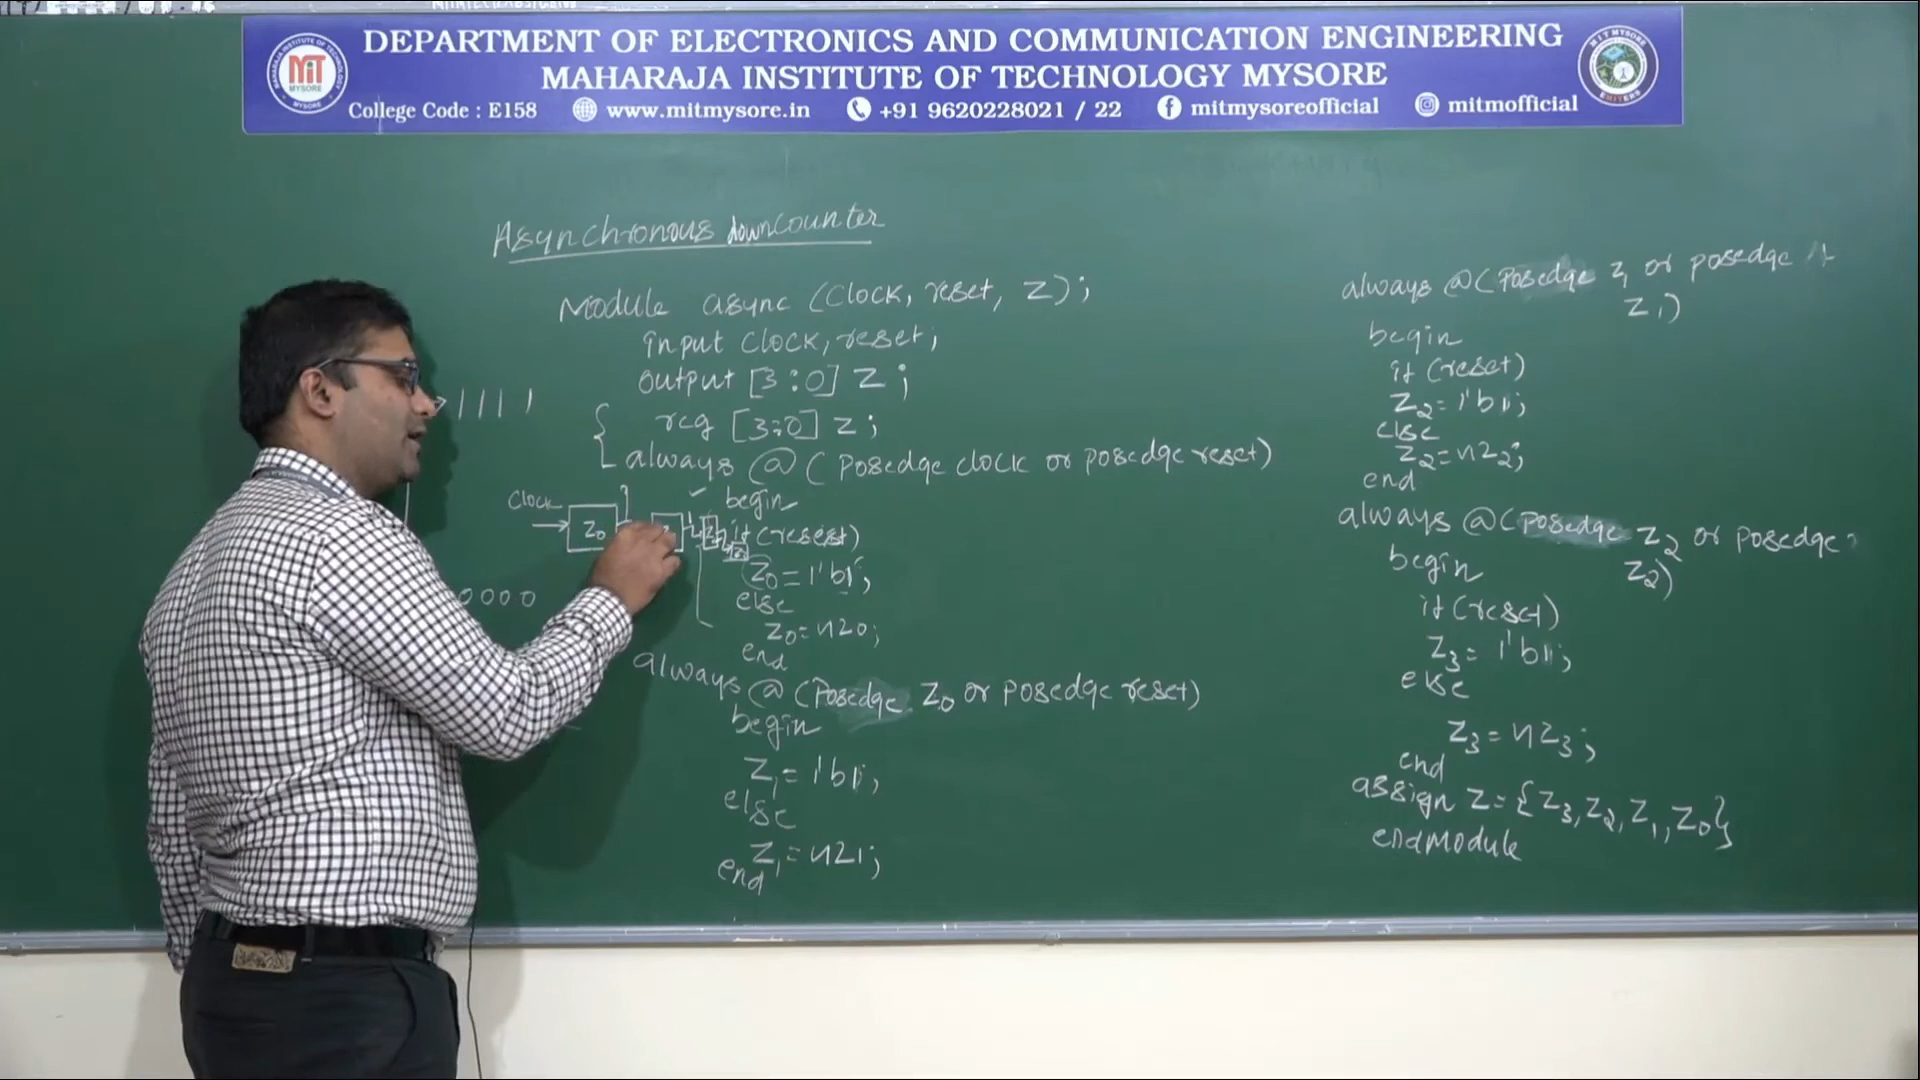 DEPARTMENT OF ELECTRONICS AND COMMUNICATION ENGINEERING
MAHARAJA INSTITUTE OF TECHNOLOGY MYSORE
College Code : E158 www.mitmysore.in +91 9620228021 / 22 mitmysoreofficial mitmofficial
MIT
MYSORE
Asynchronous downcounter
Module async (Clock, reset, Z);
input clock, reset;
output [3:0] Z;
reg [3:0] z;
always @ (posedge clock or posedge reset)
begin
if (resest)
Z0 = 1'b1;
else
Z0 = ~Z0;
end
always @ (Posedge Z0 or posedge reset)
begin
Z1 = 1'b1;
else
Z1 = ~Z1;
end
1111
Clock
Z0
0000
always @ (Posedge Z1 or posedge
Z1)
begin
if (reset)
Z2 = 1'b1;
else
Z2 = ~Z2;
end
always @ (Posedge Z2 or posedge
Z2)
begin
if (reset)
Z3 = 1'b1;
else
Z3 = ~Z3;
end
assign Z = {Z3, Z2, Z1, Z0}
endmodule